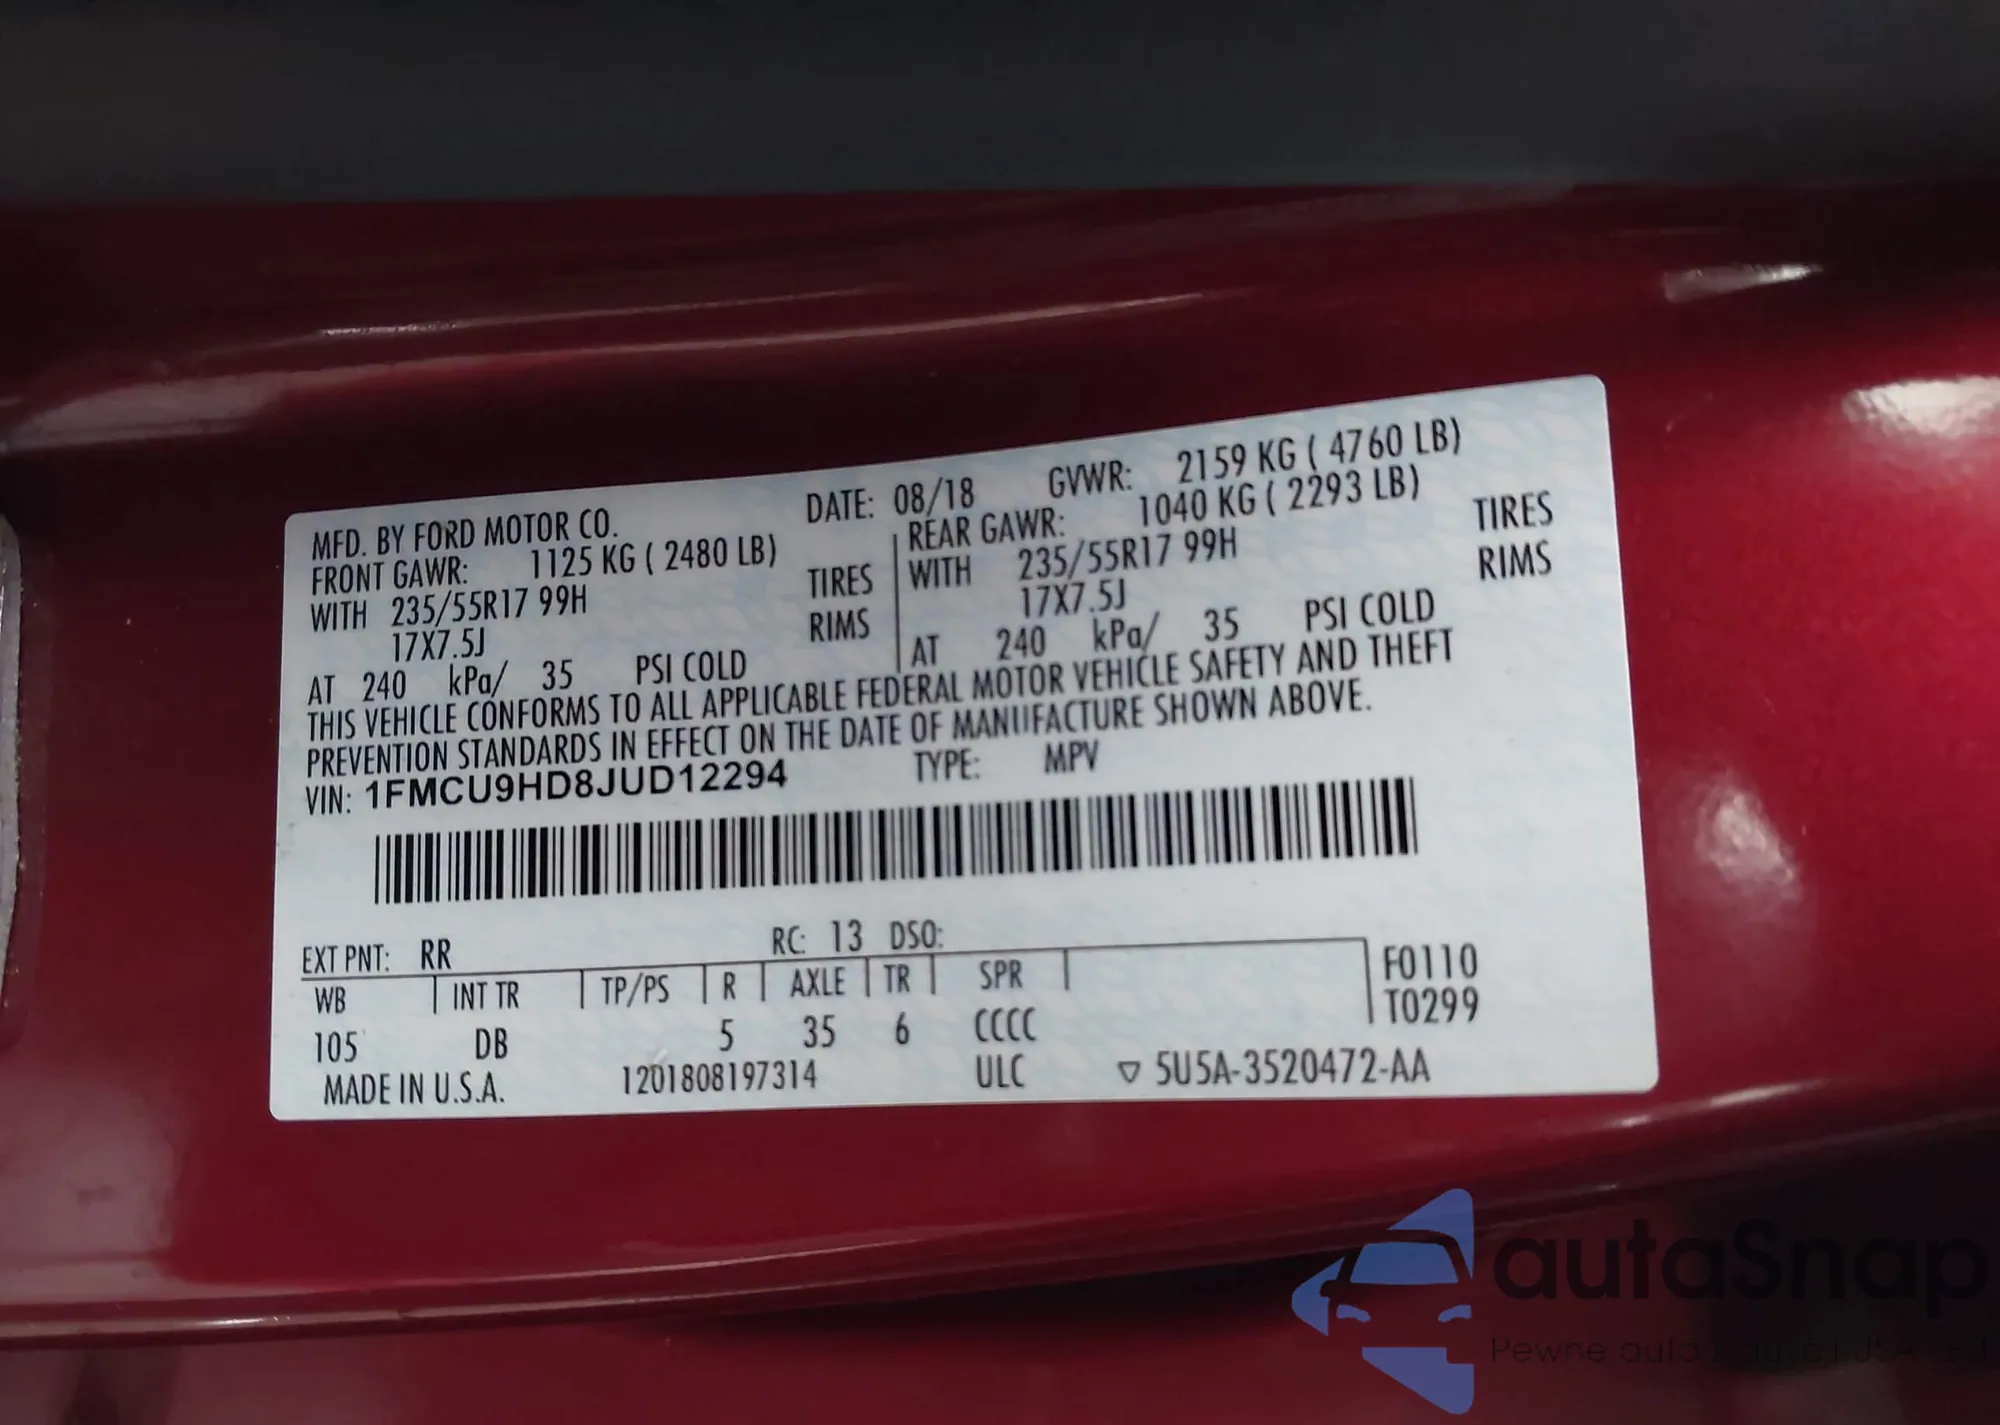 MFD. BY FORD MOTOR CO. DATE: 08/18 GVWR: 2159 KG ( 4760 LB)
FRONT GAWR: 1125 KG ( 2480 LB) REAR GAWR: 1040 KG ( 2293 LB)
WITH 235/55R17 99H TIRES WITH 235/55R17 99H TIRES
17X7.5J RIMS 17X7.5J RIMS
AT 240 kPa/ 35 PSI COLD AT 240 kPa/ 35 PSI COLD
THIS VEHICLE CONFORMS TO ALL APPLICABLE FEDERAL MOTOR VEHICLE SAFETY AND THEFT
PREVENTION STANDARDS IN EFFECT ON THE DATE OF MANUFACTURE SHOWN ABOVE.
VIN: 1FMCU9HD8JUD12294 TYPE: MPV
EXT PNT: RR RC: 13 DSO:
WB INT TR TP/PS R AXLE TR SPR F0110
T0299
105 DB 5 35 6 CCCC
MADE IN U.S.A. 1201808197314 ULC ▽ 5U5A-3520472-AA
autaSnap
Pewne auta